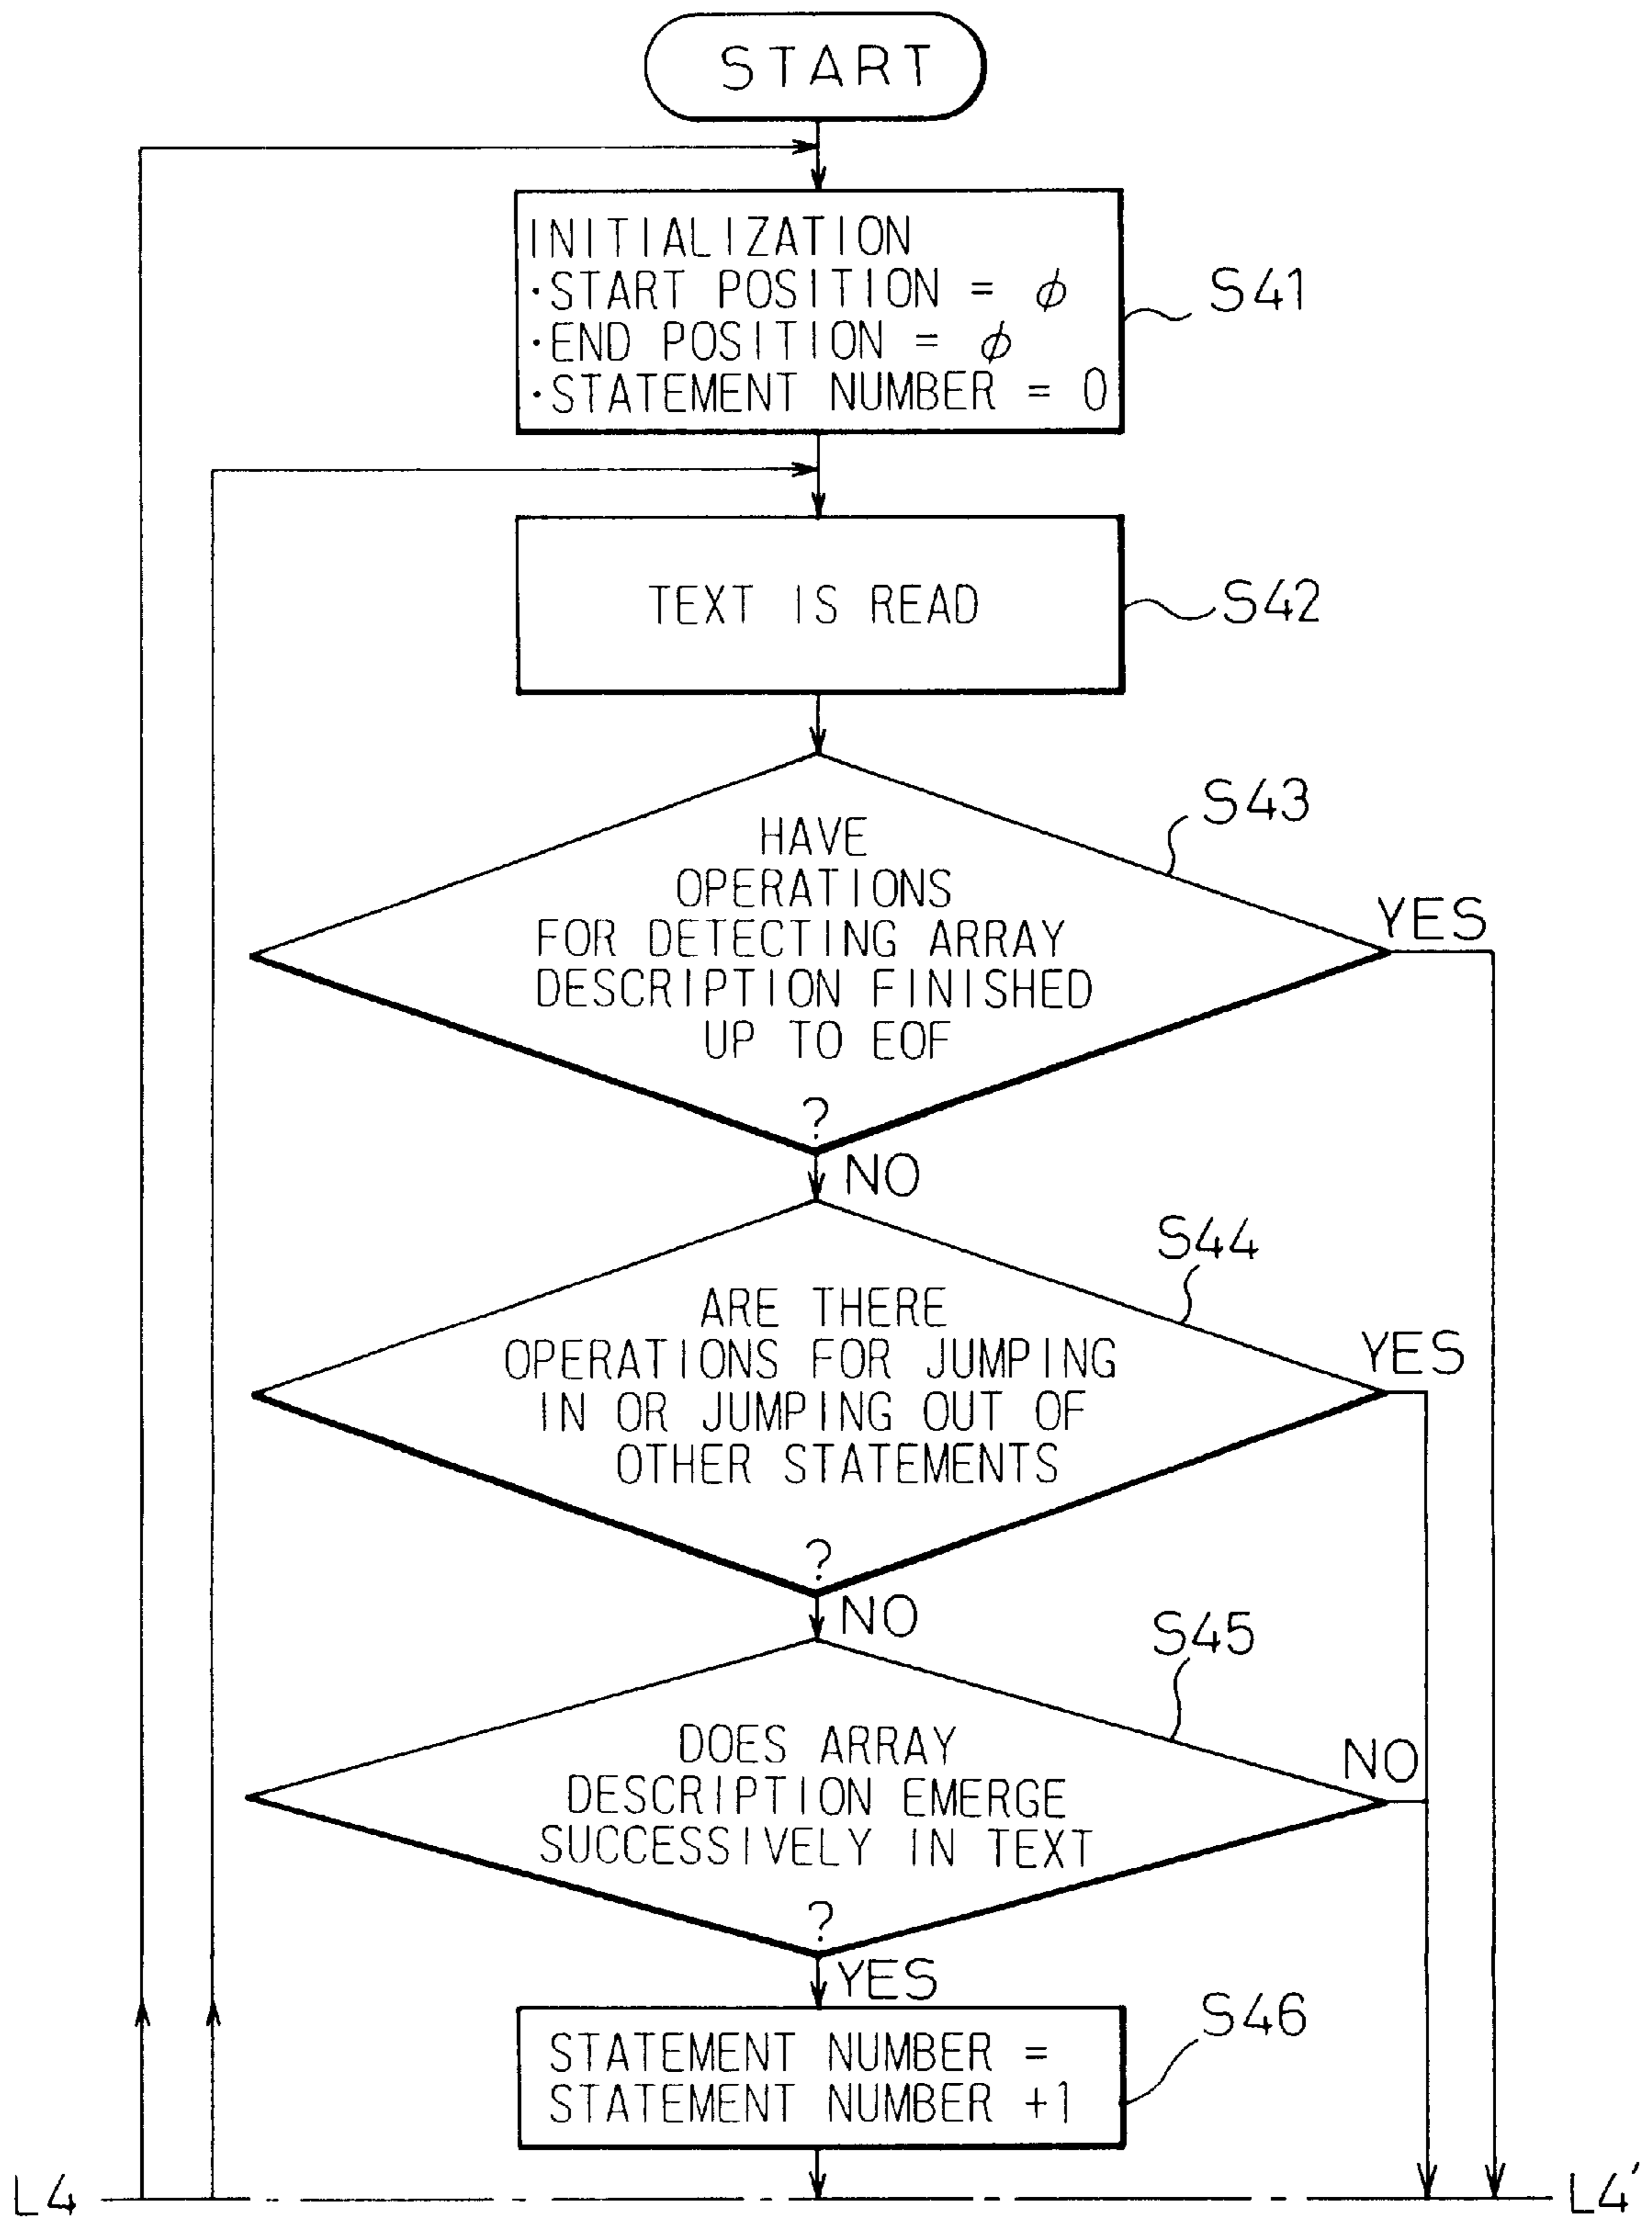 START
INITIALIZATION
·START POSITION = ϕ
·END POSITION = ϕ
·STATEMENT NUMBER = 0
S41
TEXT IS READ
S42
S43
HAVE
OPERATIONS
FOR DETECTING ARRAY
DESCRIPTION FINISHED
UP TO EOF
?
YES
NO
S44
ARE THERE
OPERATIONS FOR JUMPING
IN OR JUMPING OUT OF
OTHER STATEMENTS
?
YES
NO
S45
DOES ARRAY
DESCRIPTION EMERGE
SUCCESSIVELY IN TEXT
?
NO
YES
S46
STATEMENT NUMBER =
STATEMENT NUMBER +1
L4
L4'